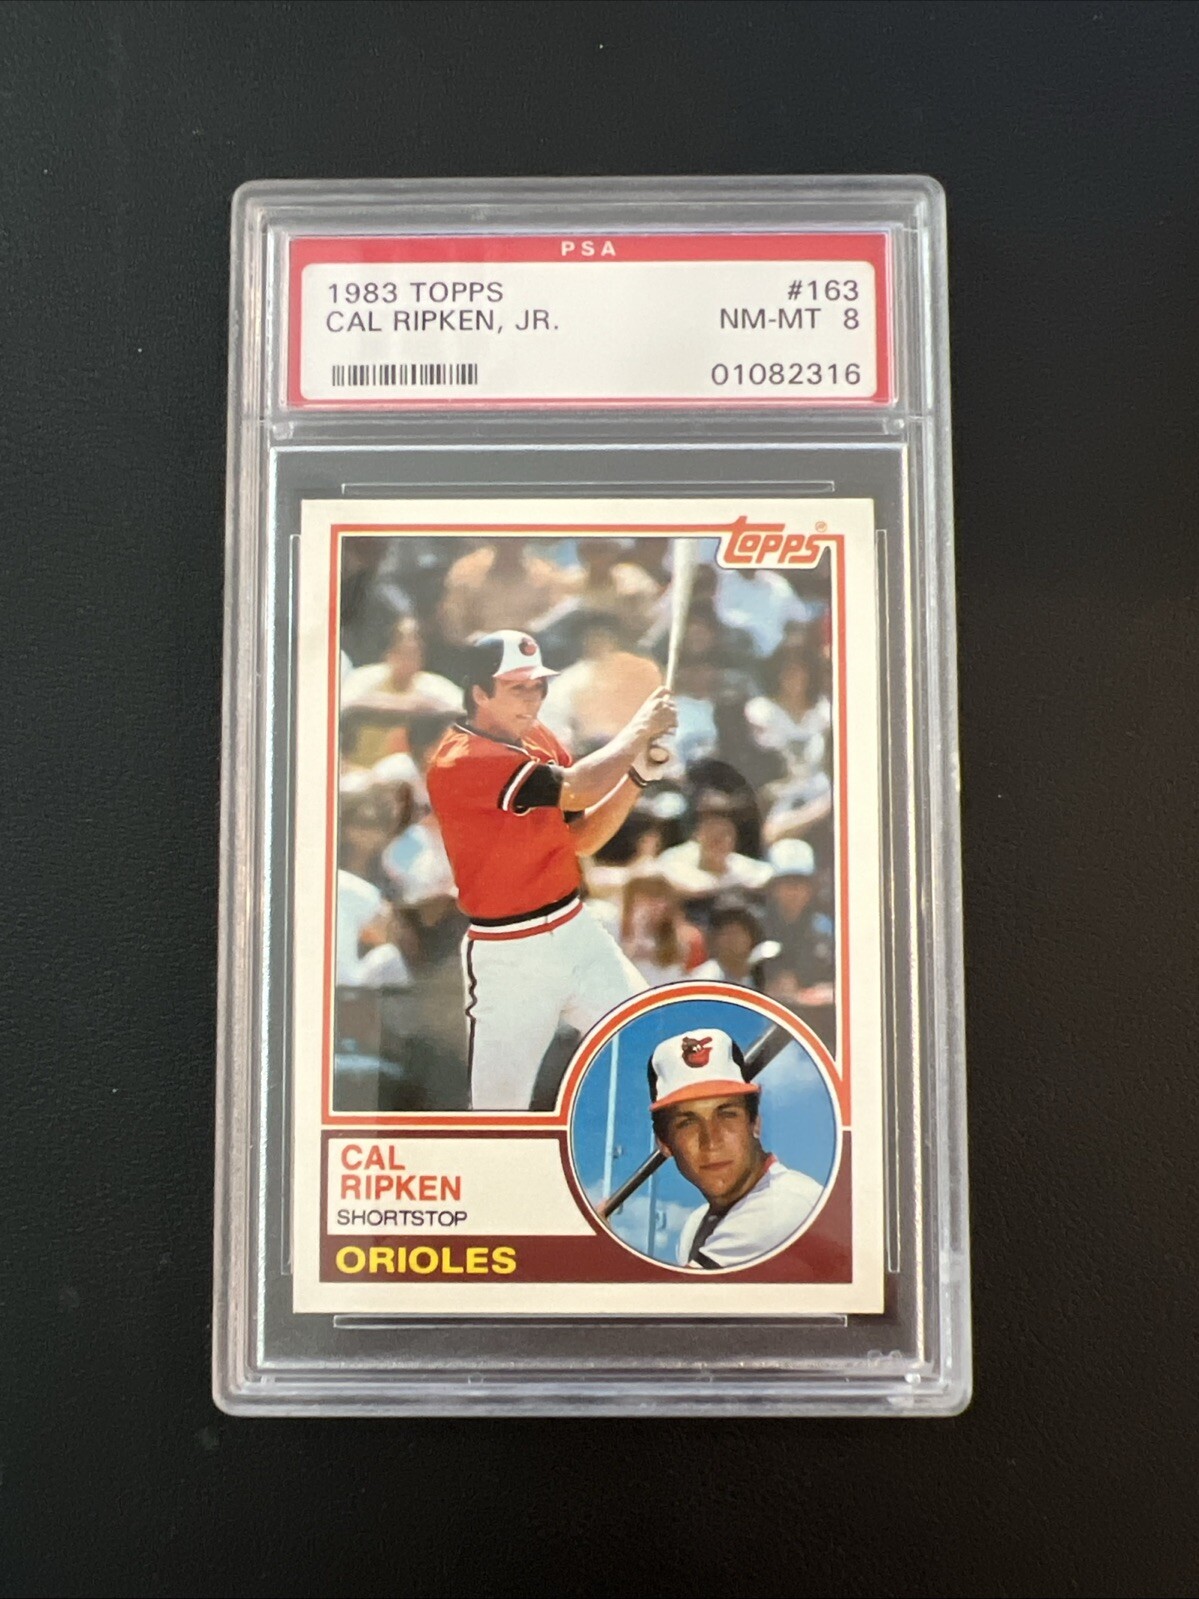 PSA
1983 TOPPS #163
CAL RIPKEN, JR. NM-MT 8
01082316
topps®
CAL
RIPKEN
SHORTSTOP
ORIOLES